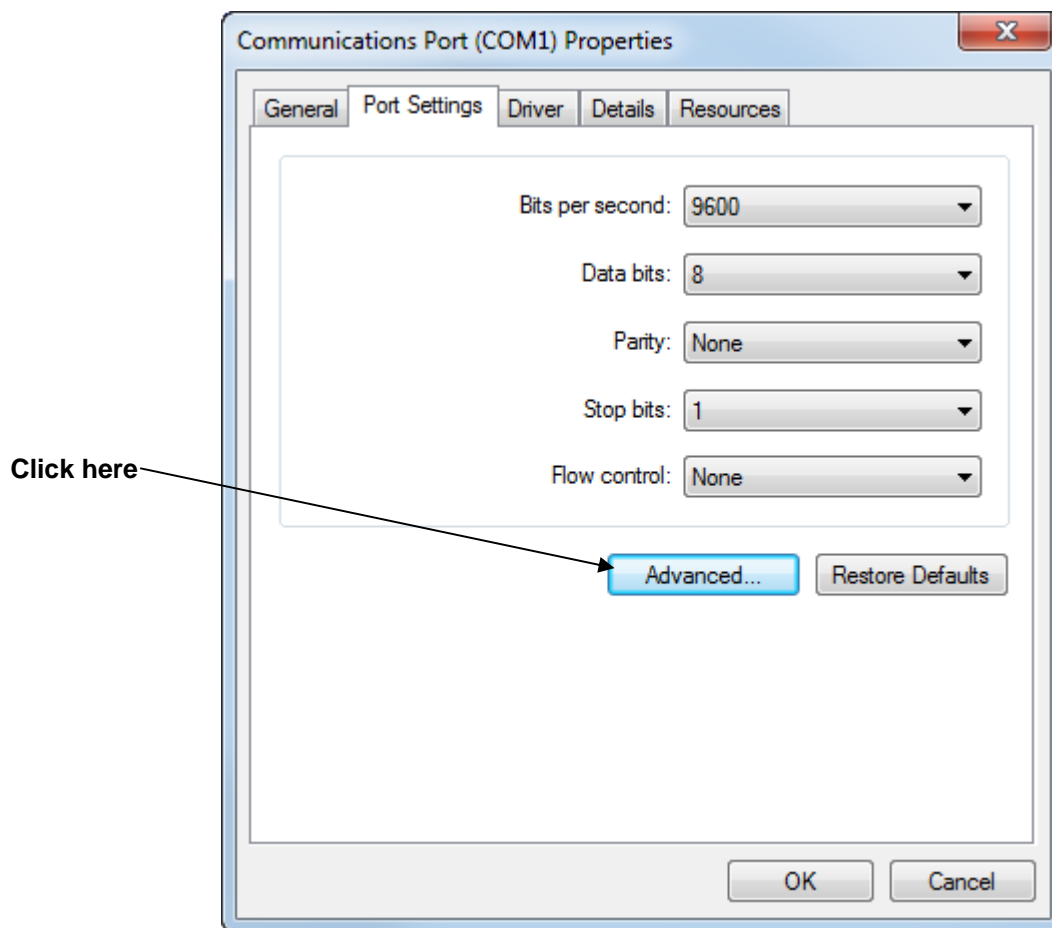 Communications Port (COM1) Properties
General Port Settings Driver Details Resources
Bits per second: 9600
Data bits: 8
Parity: None
Stop bits: 1
Click here
Flow control: None
Advanced... Restore Defaults
OK Cancel